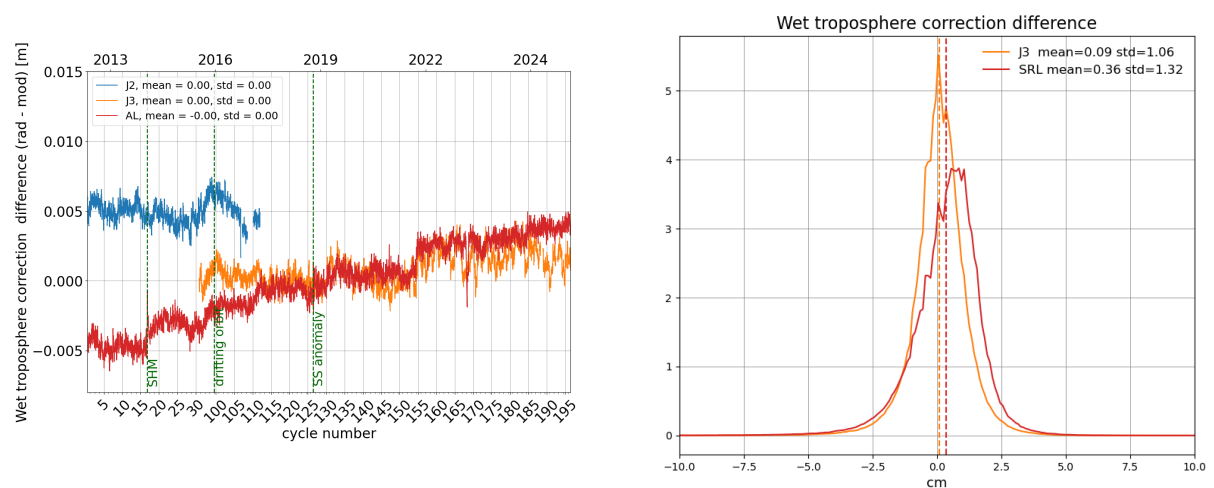 2013 2016 2019 2022 2024
Wet troposphere correction  difference (rad - mod) [m]
0.015
0.010
0.005
0.000
−0.005
J2, mean = 0.00, std = 0.00
J3, mean = 0.00, std = 0.00
AL, mean = -0.00, std = 0.00
SHM
drifting orbit
SS anomaly
5 10 15 20 25 30 100 105 110 115 120 125 130 135 140 145 150 155 160 165 170 175 180 185 190 195
cycle number
Wet troposphere correction difference
J3  mean=0.09 std=1.06
SRL mean=0.36 std=1.32
5
4
3
2
1
0
−10.0 −7.5 −5.0 −2.5 0.0 2.5 5.0 7.5 10.0
cm